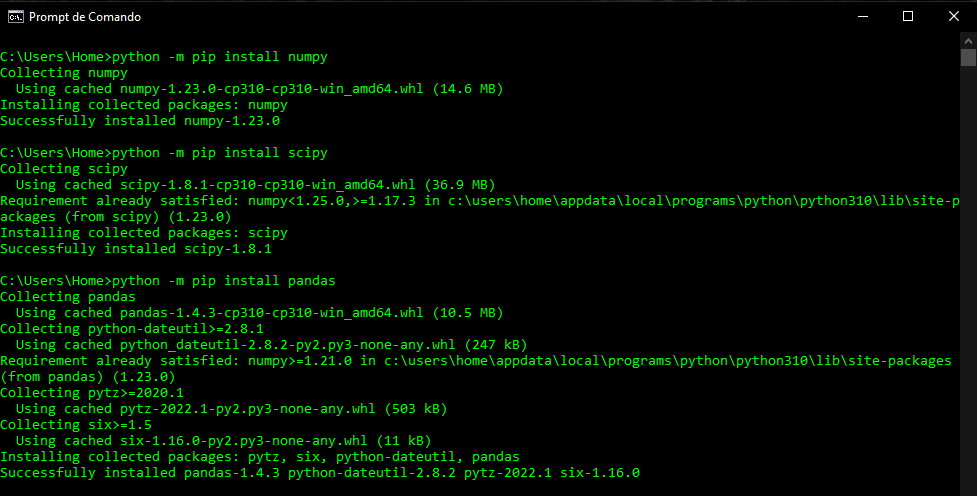 Prompt de Comando
C:\Users\Home>python -m pip install numpy
Collecting numpy
  Using cached numpy-1.23.0-cp310-cp310-win_amd64.whl (14.6 MB)
Installing collected packages: numpy
Successfully installed numpy-1.23.0
C:\Users\Home>python -m pip install scipy
Collecting scipy
  Using cached scipy-1.8.1-cp310-cp310-win_amd64.whl (36.9 MB)
Requirement already satisfied: numpy<1.25.0,>=1.17.3 in c:\users\home\appdata\local\programs\python\python310\lib\site-p
ackages (from scipy) (1.23.0)
Installing collected packages: scipy
Successfully installed scipy-1.8.1
C:\Users\Home>python -m pip install pandas
Collecting pandas
  Using cached pandas-1.4.3-cp310-cp310-win_amd64.whl (10.5 MB)
Collecting python-dateutil>=2.8.1
  Using cached python_dateutil-2.8.2-py2.py3-none-any.whl (247 kB)
Requirement already satisfied: numpy>=1.21.0 in c:\users\home\appdata\local\programs\python\python310\lib\site-packages
(from pandas) (1.23.0)
Collecting pytz>=2020.1
  Using cached pytz-2022.1-py2.py3-none-any.whl (503 kB)
Collecting six>=1.5
  Using cached six-1.16.0-py2.py3-none-any.whl (11 kB)
Installing collected packages: pytz, six, python-dateutil, pandas
Successfully installed pandas-1.4.3 python-dateutil-2.8.2 pytz-2022.1 six-1.16.0